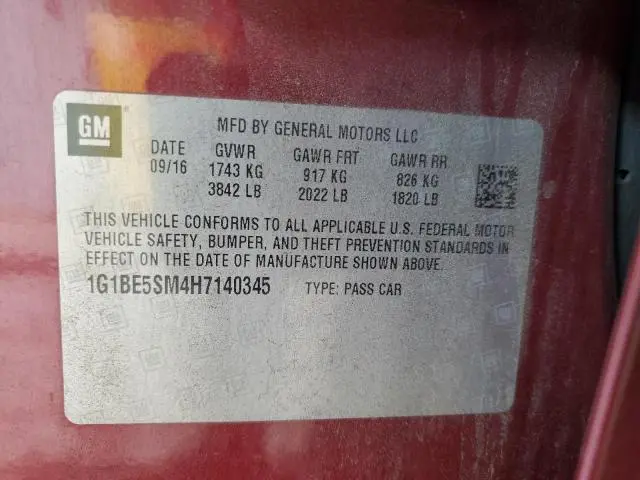 GM
MFD BY GENERAL MOTORS LLC
DATE GVWR GAWR FRT GAWR RR
09/16 1743 KG 917 KG 826 KG
3842 LB 2022 LB 1820 LB
THIS VEHICLE CONFORMS TO ALL APPLICABLE U.S. FEDERAL MOTOR
VEHICLE SAFETY, BUMPER, AND THEFT PREVENTION STANDARDS
IN EFFECT ON THE DATE OF MANUFACTURE SHOWN ABOVE.
1G1BE5SM4H7140345 TYPE: PASS CAR